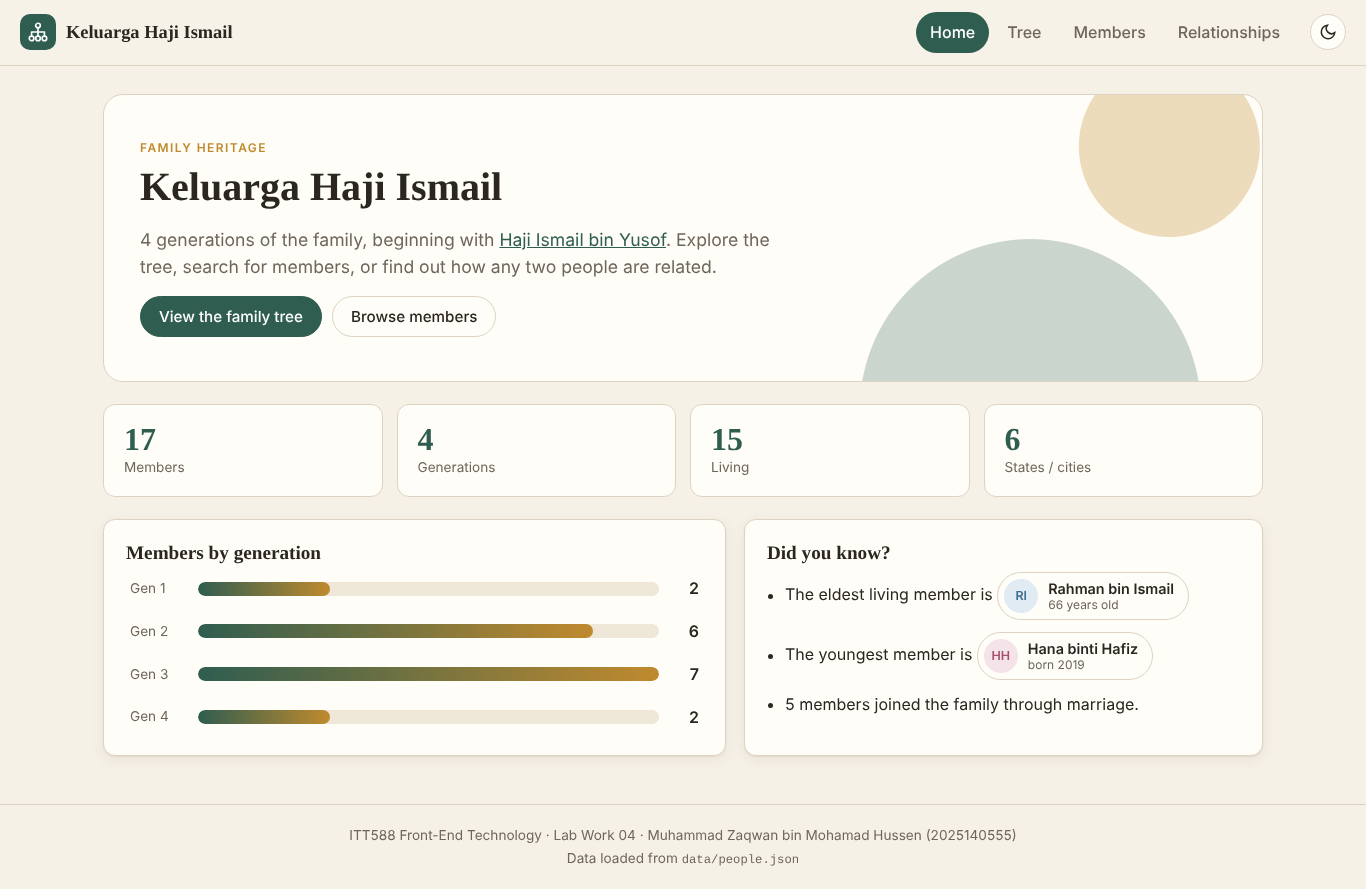 Keluarga Haji Ismail
Home
Tree
Members
Relationships
FAMILY HERITAGE
Keluarga Haji Ismail
4 generations of the family, beginning with Haji Ismail bin Yusof. Explore the
tree, search for members, or find out how any two people are related.
View the family tree
Browse members
17
Members
4
Generations
15
Living
6
States / cities
Members by generation
Gen 1 2
Gen 2 6
Gen 3 7
Gen 4 2
Did you know?
• The eldest living member is RI Rahman bin Ismail
66 years old
• The youngest member is HH Hana binti Hafiz
born 2019
• 5 members joined the family through marriage.
ITT588 Front-End Technology · Lab Work 04 · Muhammad Zaqwan bin Mohamad Hussen (2025140555)
Data loaded from data/people.json